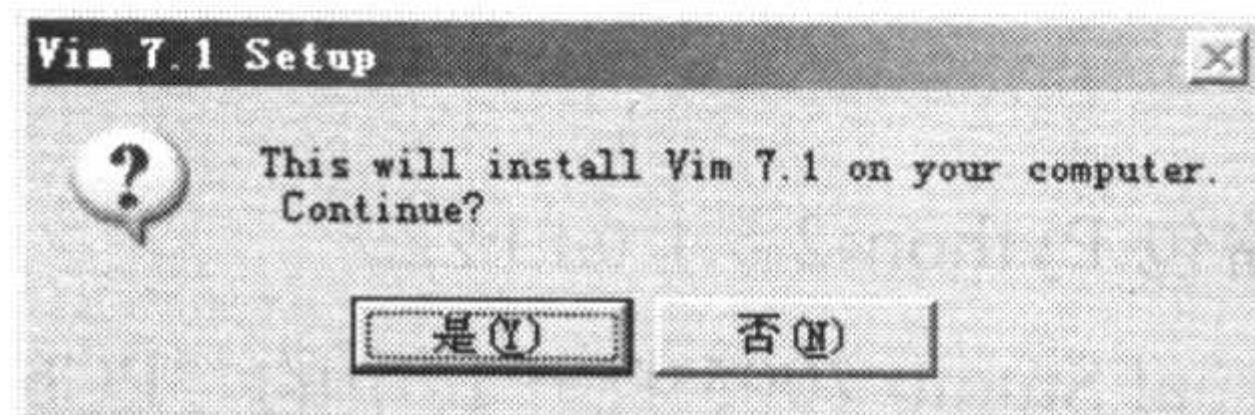 Vim 7.1 Setup
This will install Vim 7.1 on your computer.
Continue?
是(Y) 否(N)